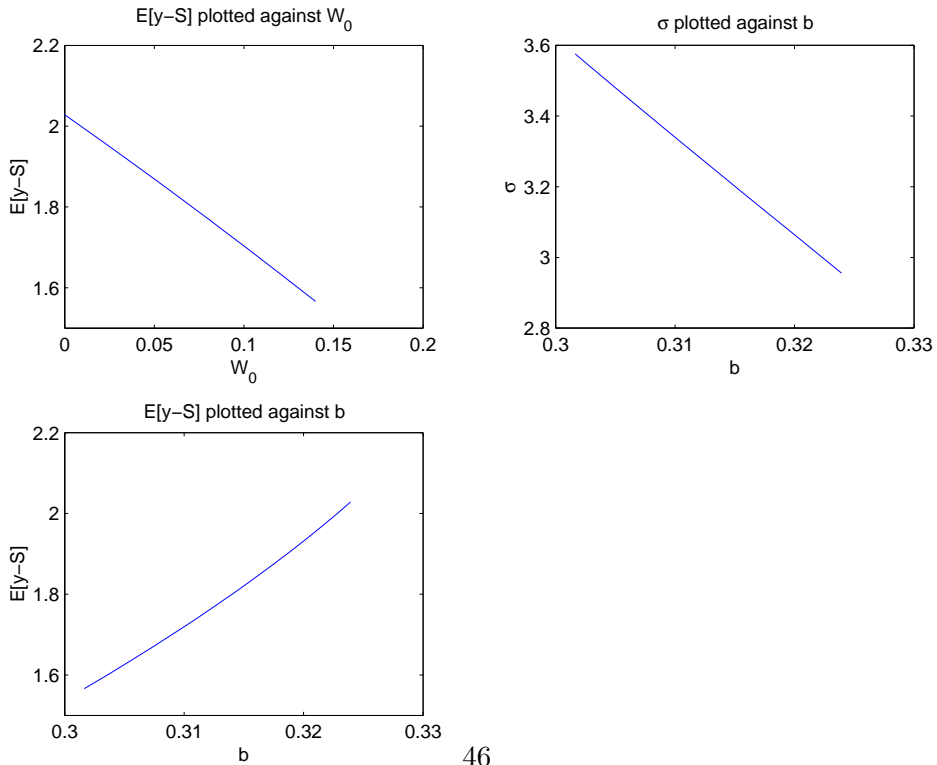 E[y−S] plotted against W_0
2.2
2
1.8
1.6
E[y−S]
0 0.05 0.1 0.15 0.2
W_0
σ plotted against b
3.6
3.4
3.2
3
2.8
σ
0.3 0.31 0.32 0.33
b
E[y−S] plotted against b
2.2
2
1.8
1.6
E[y−S]
0.3 0.31 0.32 0.33
b
46